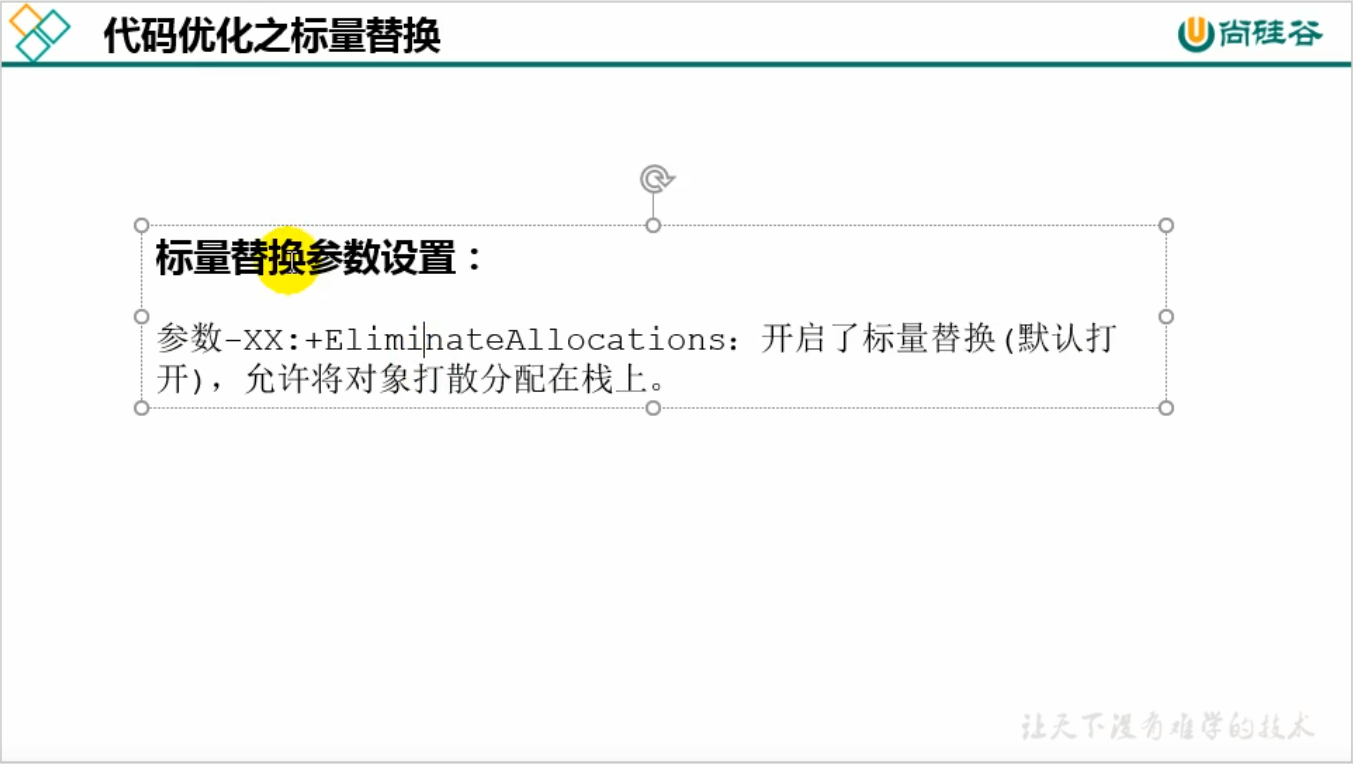 代码优化之标量替换
尚硅谷
标量替换参数设置：
参数-XX:+EliminateAllocations：开启了标量替换(默认打
开)，允许将对象打散分配在栈上。
让天下没有难学的技术